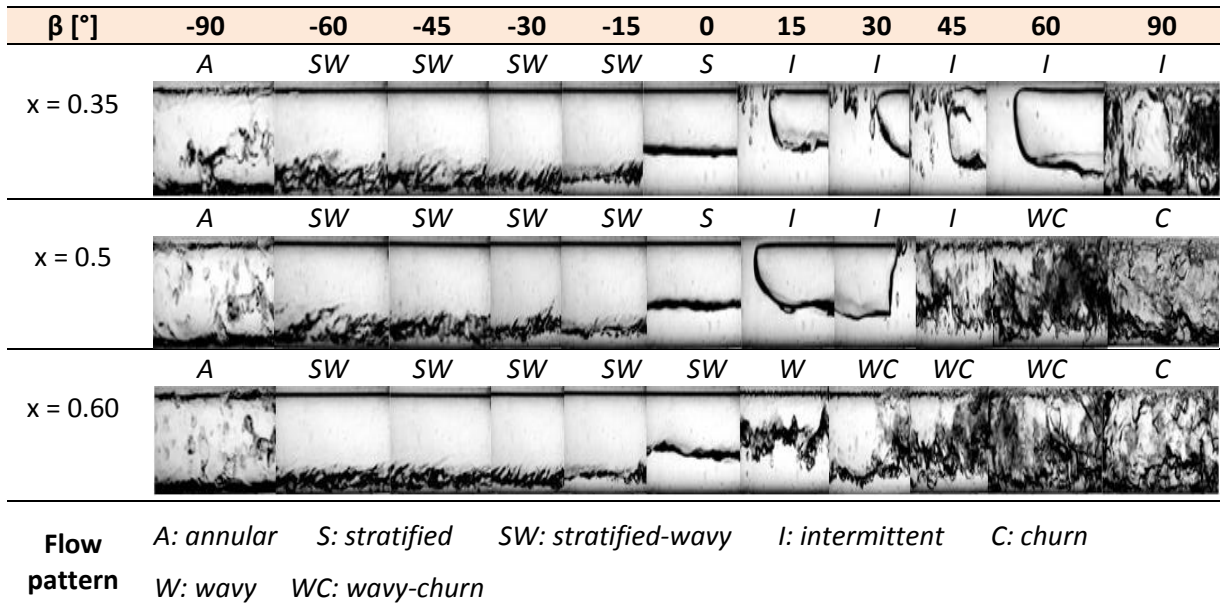 β [°] -90 -60 -45 -30 -15 0 15 30 45 60 90
A SW SW SW SW S I I I I I
x = 0.35
A SW SW SW SW S I I I WC C
x = 0.5
A SW SW SW SW SW W WC WC WC C
x = 0.60
Flow pattern
A: annular S: stratified SW: stratified-wavy I: intermittent C: churn
W: wavy WC: wavy-churn